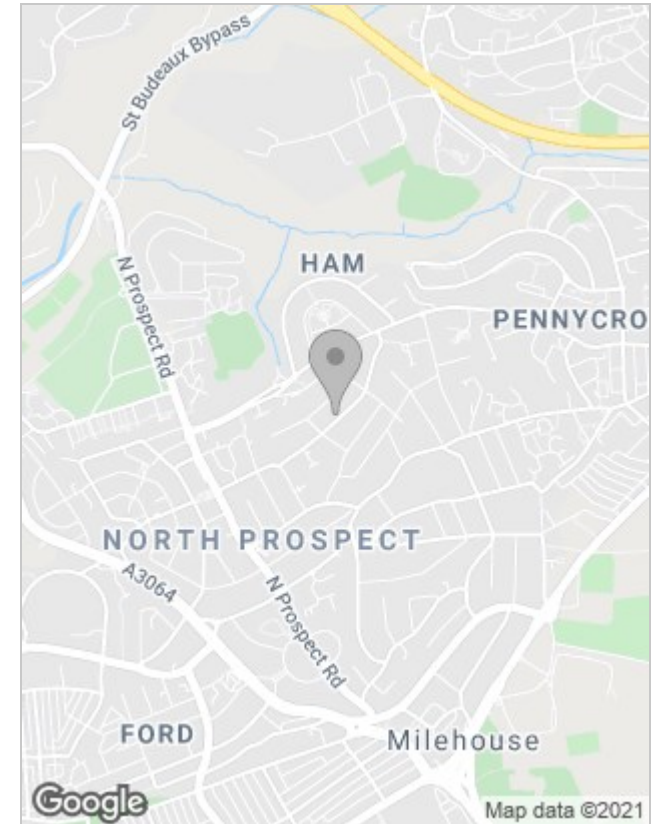 St Budeaux Bypass
HAM
N Prospect Rd
PENNYCRO
NORTH PROSPECT
A3064
N Prospect Rd
FORD
Milehouse
Google
Map data ©2021